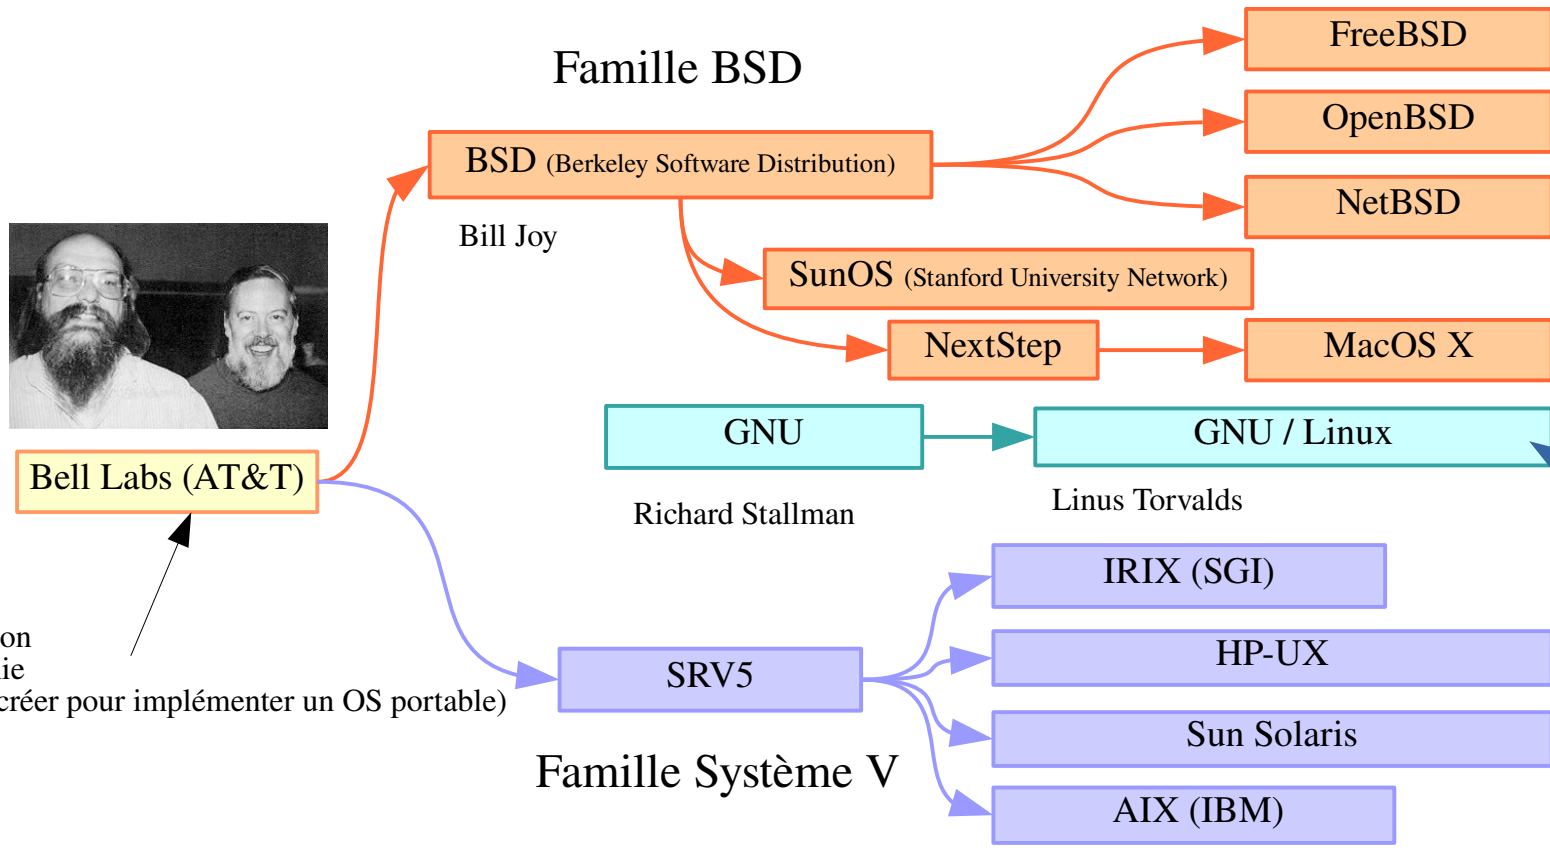 FreeBSD
Famille BSD
OpenBSD
BSD (Berkeley Software Distribution)
NetBSD
Bill Joy
SunOS (Stanford University Network)
NextStep
MacOS X
GNU
GNU / Linux
Bell Labs (AT&T)
Richard Stallman
Linus Torvalds
IRIX (SGI)
on
ie
créer pour implémenter un OS portable)
SRV5
HP-UX
Sun Solaris
Famille Système V
AIX (IBM)